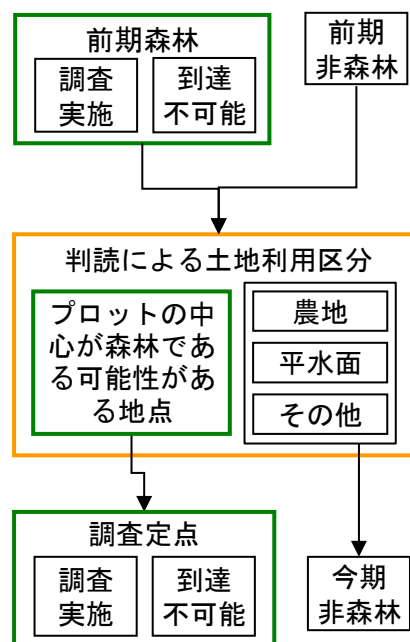 前期森林
調査
実施
到達
不可能
前期
非森林
判読による土地利用区分
プロットの中
心が森林であ
る可能性があ
る地点
農地
平水面
その他
調査定点
調査
実施
到達
不可能
今期
非森林